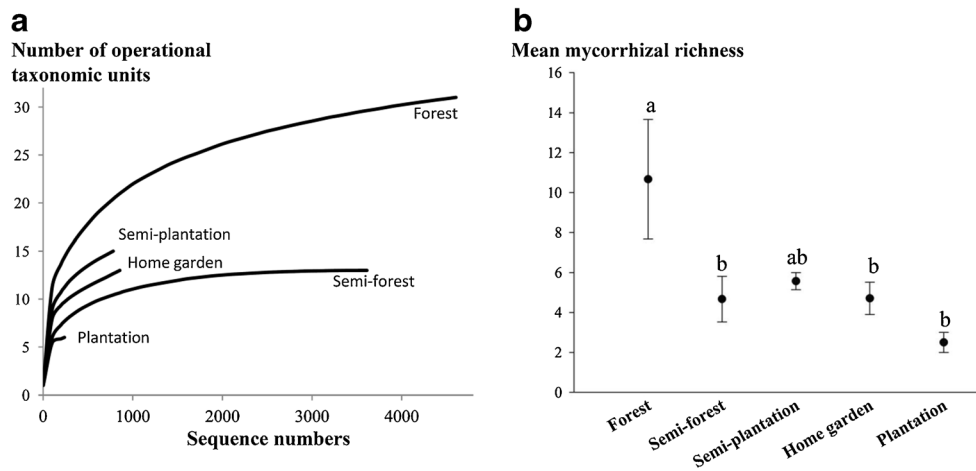 a
Number of operational
taxonomic units
30
25
20
15
10
5
0
Forest
Semi-plantation
Home garden
Semi-forest
Plantation
0 1000 2000 3000 4000
Sequence numbers
b
Mean mycorrhizal richness
16
14
12
10
8
6
4
2
0
a
b
ab
b
b
Forest
Semi-forest
Semi-plantation
Home garden
Plantation